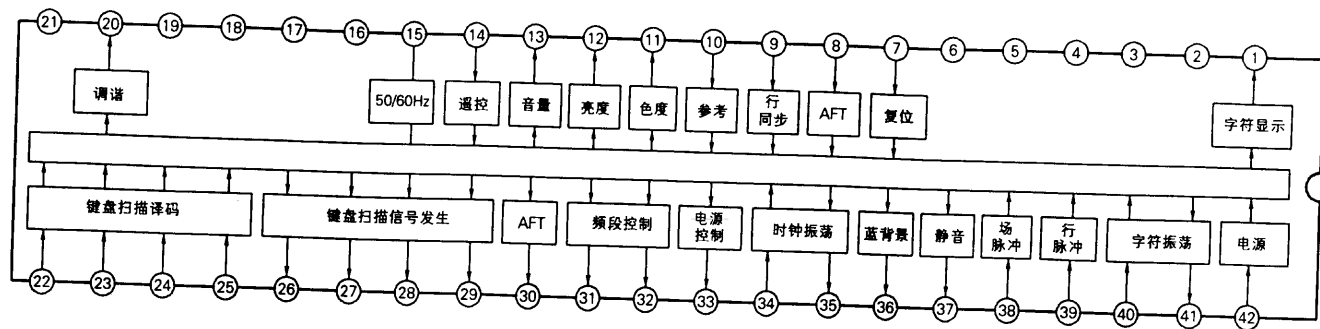 21 20 19 18 17 16 15 14 13 12 11 10 9 8 7 6 5 4 3 2 1
调谐
50/60Hz
遥控
音量
亮度
色度
参考
行
同步
AFT
复位
字符显示
键盘扫描译码
键盘扫描信号发生
AFT
频段控制
电源
控制
时钟振荡
蓝背景
静音
场
脉冲
行
脉冲
字符振荡
电源
22 23 24 25 26 27 28 29 30 31 32 33 34 35 36 37 38 39 40 41 42